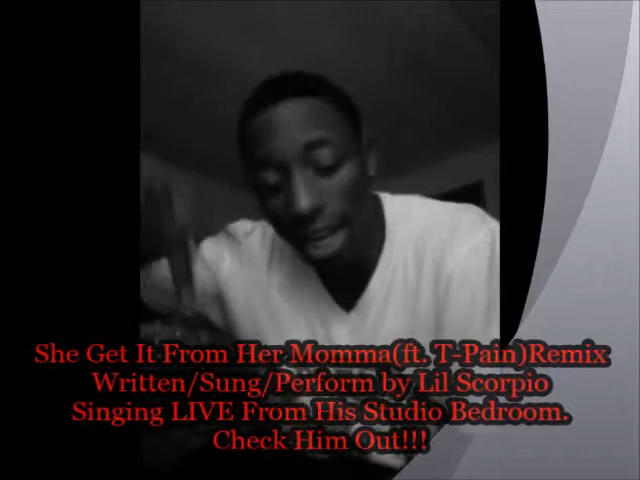 She Get It From Her Momma(ft. T-Pain)Remix
Written/Sung/Perform by Lil Scorpio
Singing LIVE From His Studio Bedroom.
Check Him Out!!!